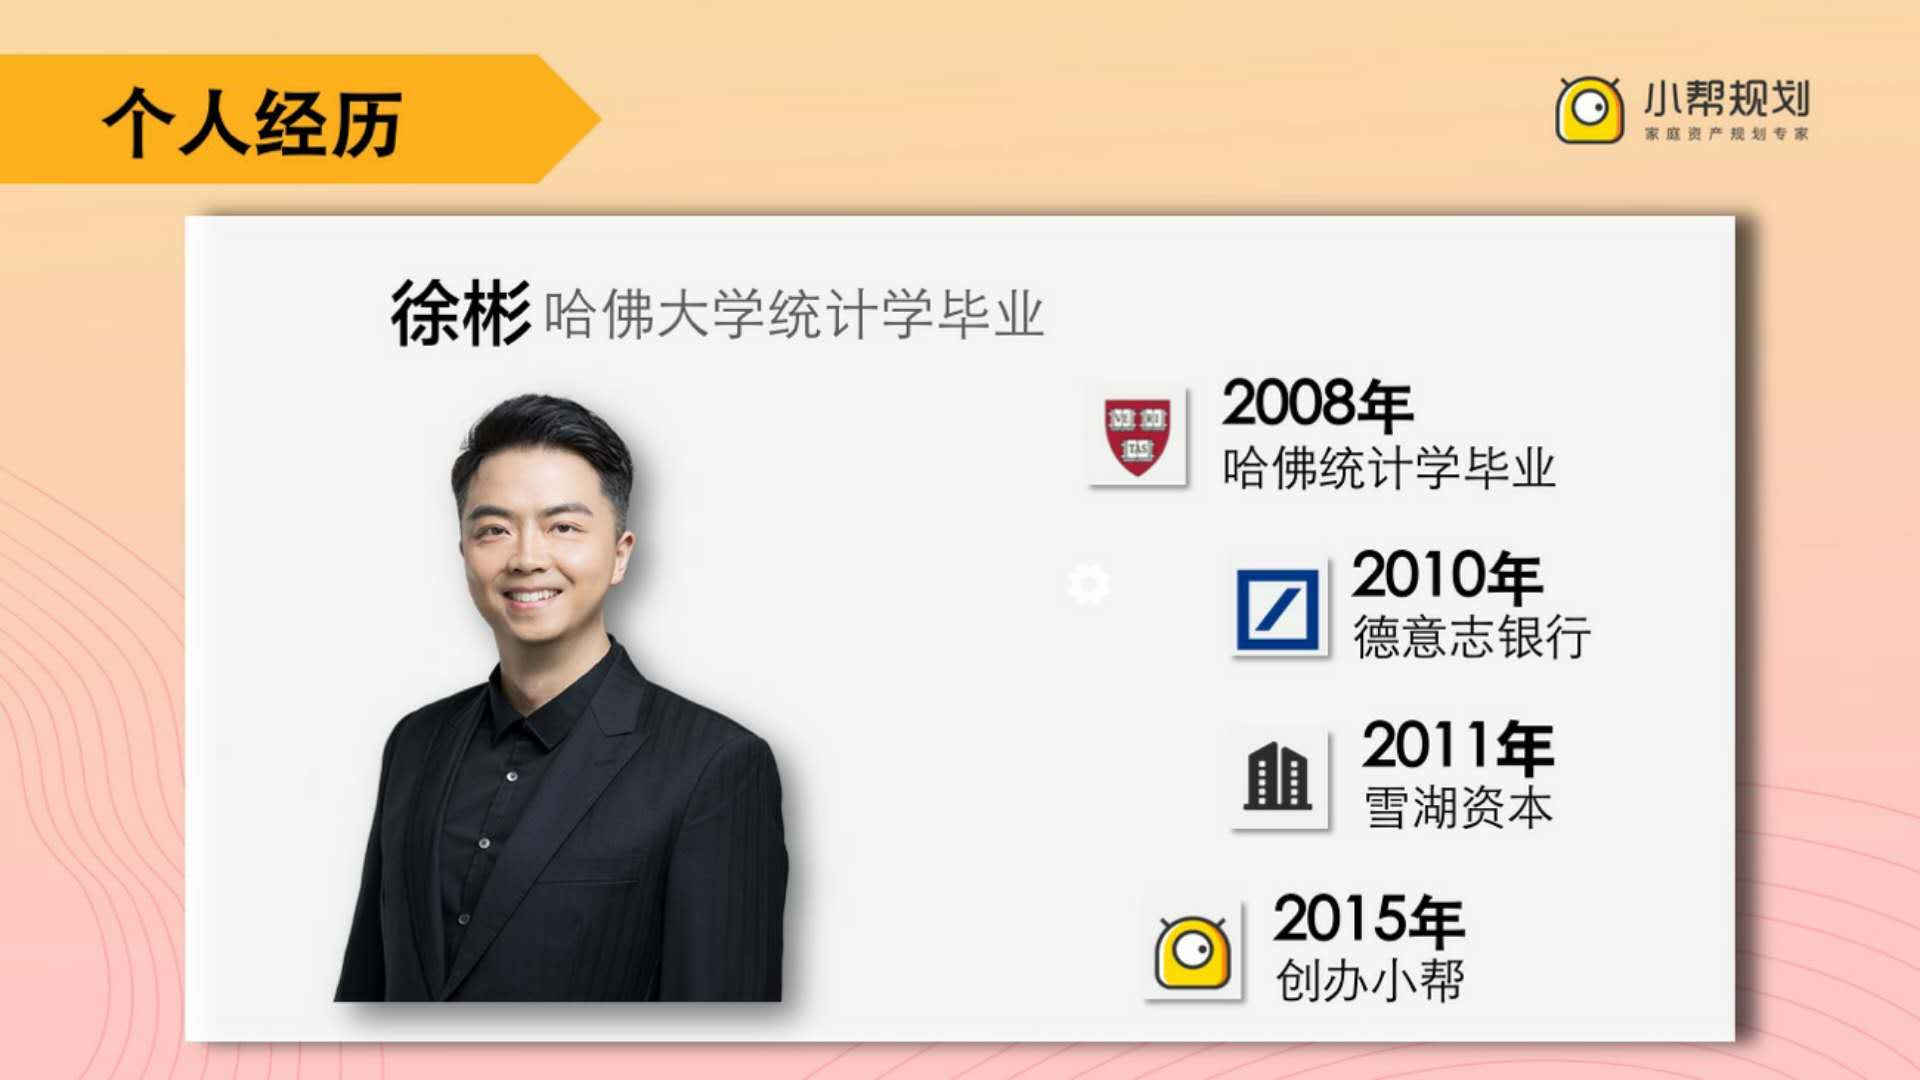 个人经历
小帮规划
家庭资产规划专家
徐彬 哈佛大学统计学毕业
2008年
哈佛统计学毕业
2010年
德意志银行
2011年
雪湖资本
2015年
创办小帮
VE RI
TAS